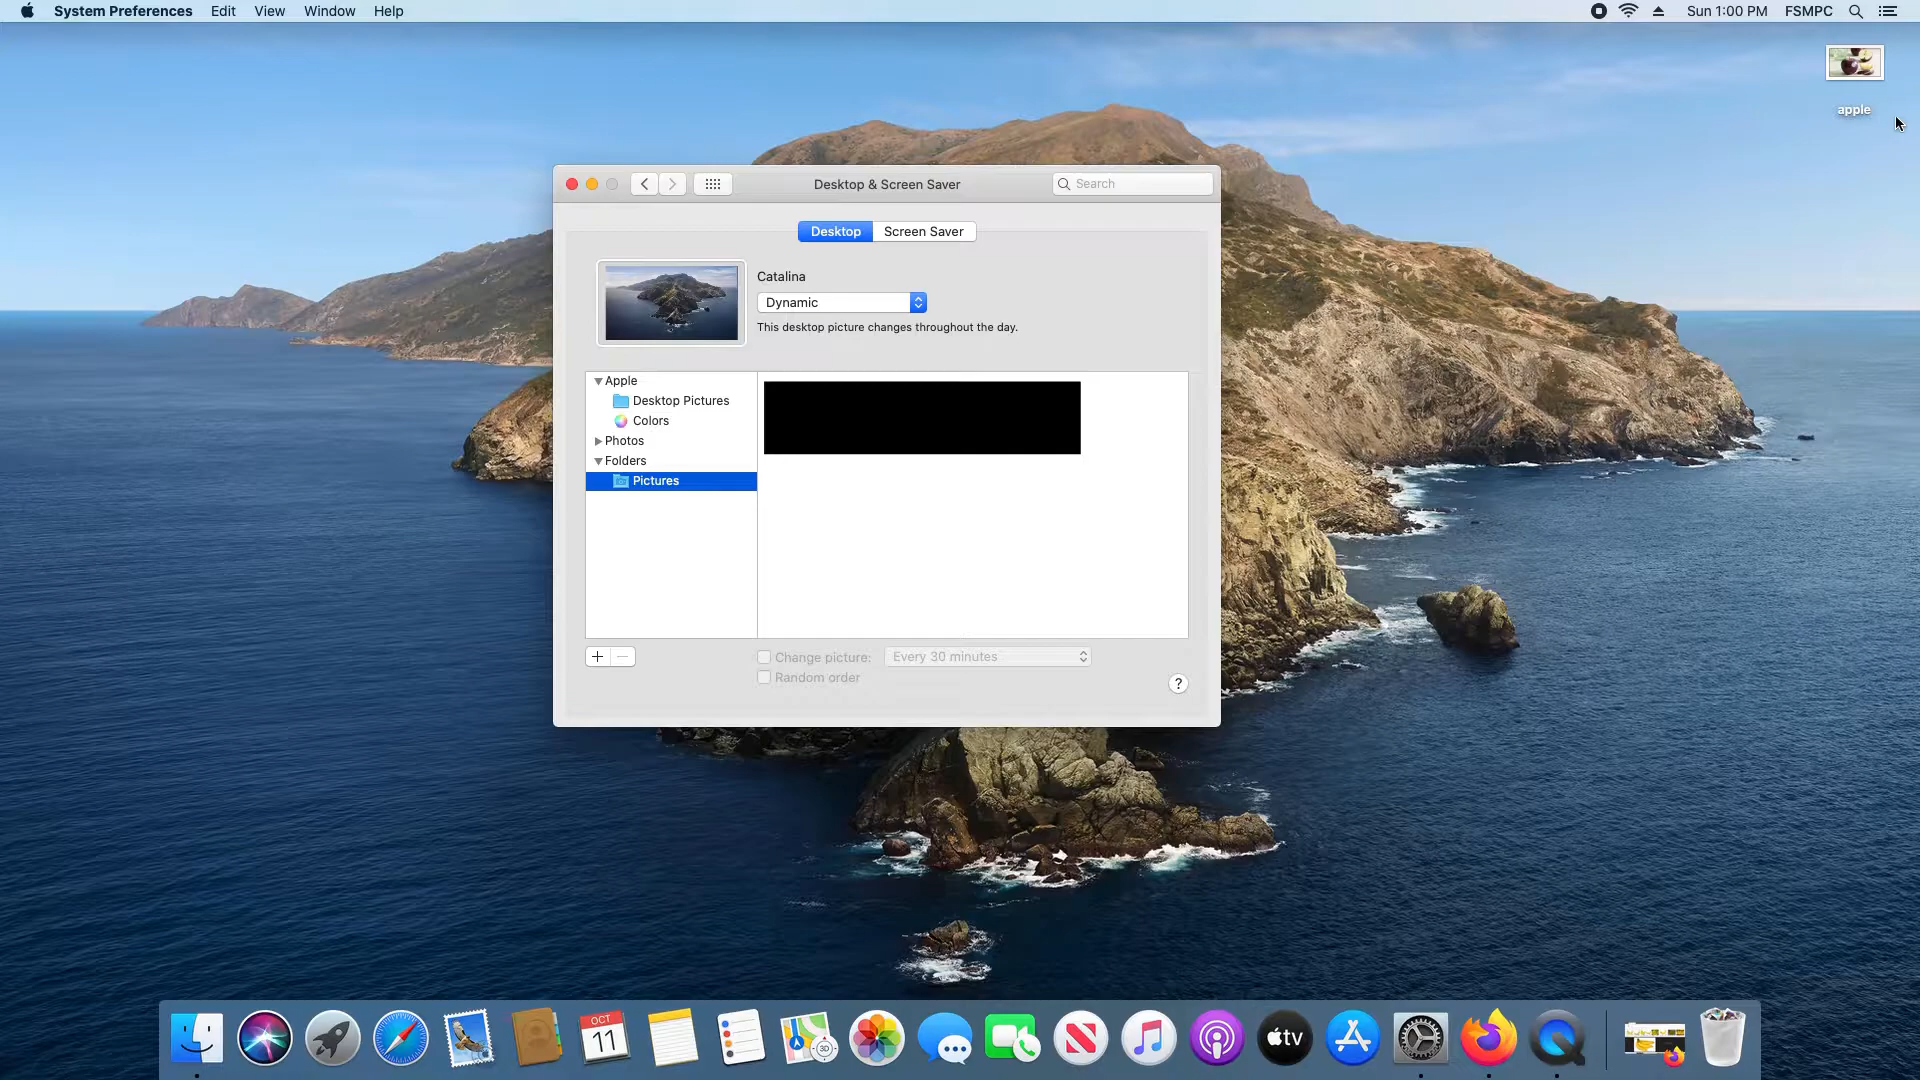 System Preferences Edit View Window Help
Sun 1:00 PM FSMPC
apple
Desktop & Screen Saver
Search
Desktop Screen Saver
Catalina
Dynamic
This desktop picture changes throughout the day.
Apple
Desktop Pictures
Colors
Photos
Folders
Pictures
+ −
Change picture: Every 30 minutes
Random order
?
OCT
11
3D
tv